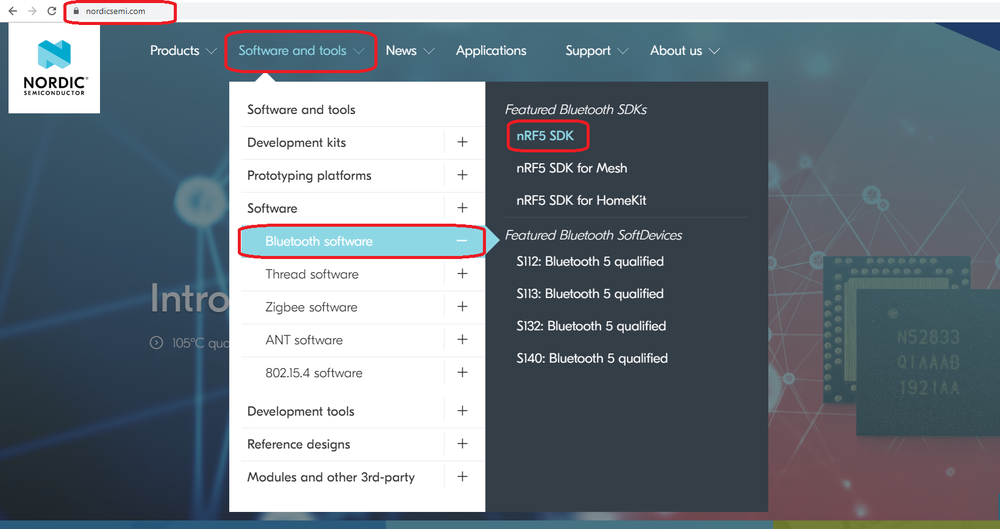 nordicsemi.com
Products
Software and tools
News
Applications
Support
About us
NORDIC®
SEMICONDUCTOR
Software and tools
Development kits
Prototyping platforms
Software
Bluetooth software
Thread software
Zigbee software
ANT software
802.15.4 software
Development tools
Reference designs
Modules and other 3rd-party
Featured Bluetooth SDKs
nRF5 SDK
nRF5 SDK for Mesh
nRF5 SDK for HomeKit
Featured Bluetooth SoftDevices
S112: Bluetooth 5 qualified
S113: Bluetooth 5 qualified
S132: Bluetooth 5 qualified
S140: Bluetooth 5 qualified
Intro
105°C qua
N52833
QIAAAB
1921AA